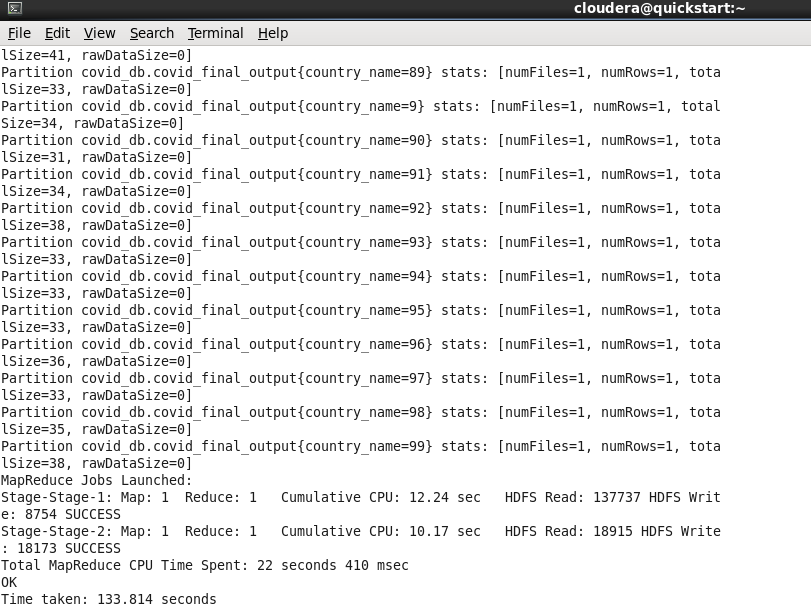 cloudera@quickstart:~
File Edit View Search Terminal Help
lSize=41, rawDataSize=0]
Partition covid_db.covid_final_output{country_name=89} stats: [numFiles=1, numRows=1, tota
lSize=33, rawDataSize=0]
Partition covid_db.covid_final_output{country_name=9} stats: [numFiles=1, numRows=1, total
Size=34, rawDataSize=0]
Partition covid_db.covid_final_output{country_name=90} stats: [numFiles=1, numRows=1, tota
lSize=31, rawDataSize=0]
Partition covid_db.covid_final_output{country_name=91} stats: [numFiles=1, numRows=1, tota
lSize=34, rawDataSize=0]
Partition covid_db.covid_final_output{country_name=92} stats: [numFiles=1, numRows=1, tota
lSize=38, rawDataSize=0]
Partition covid_db.covid_final_output{country_name=93} stats: [numFiles=1, numRows=1, tota
lSize=33, rawDataSize=0]
Partition covid_db.covid_final_output{country_name=94} stats: [numFiles=1, numRows=1, tota
lSize=33, rawDataSize=0]
Partition covid_db.covid_final_output{country_name=95} stats: [numFiles=1, numRows=1, tota
lSize=33, rawDataSize=0]
Partition covid_db.covid_final_output{country_name=96} stats: [numFiles=1, numRows=1, tota
lSize=36, rawDataSize=0]
Partition covid_db.covid_final_output{country_name=97} stats: [numFiles=1, numRows=1, tota
lSize=33, rawDataSize=0]
Partition covid_db.covid_final_output{country_name=98} stats: [numFiles=1, numRows=1, tota
lSize=35, rawDataSize=0]
Partition covid_db.covid_final_output{country_name=99} stats: [numFiles=1, numRows=1, tota
lSize=38, rawDataSize=0]
MapReduce Jobs Launched:
Stage-Stage-1: Map: 1  Reduce: 1   Cumulative CPU: 12.24 sec   HDFS Read: 137737 HDFS Writ
e: 8754 SUCCESS
Stage-Stage-2: Map: 1  Reduce: 1   Cumulative CPU: 10.17 sec   HDFS Read: 18915 HDFS Write
: 18173 SUCCESS
Total MapReduce CPU Time Spent: 22 seconds 410 msec
OK
Time taken: 133.814 seconds